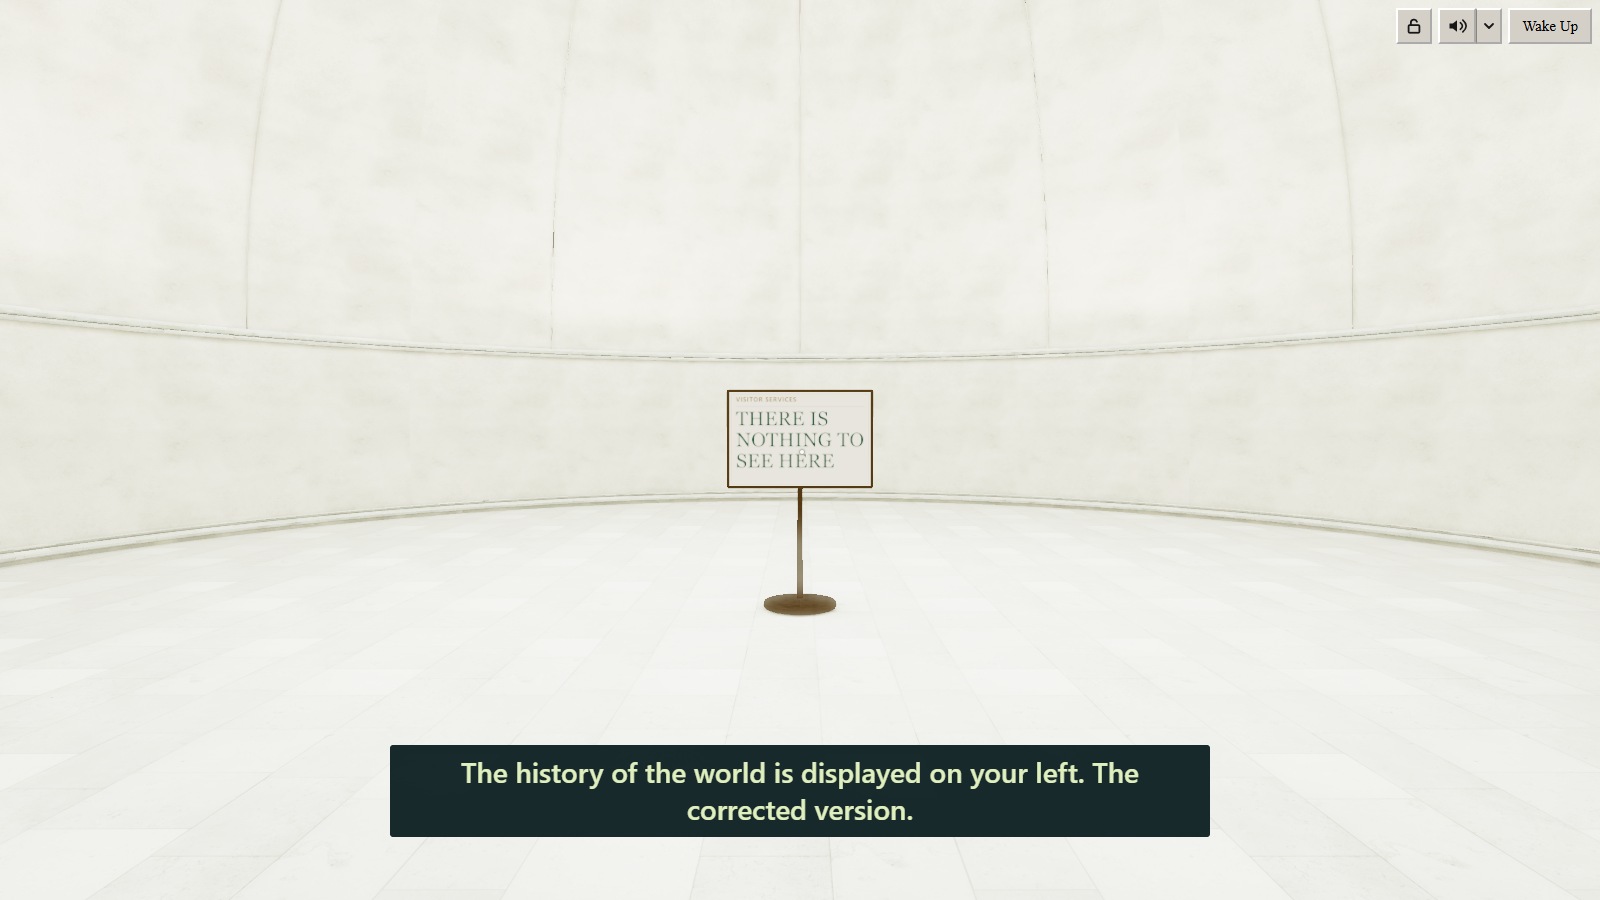 Wake Up
VISITOR SERVICES
THERE IS
NOTHING TO
SEE HERE
The history of the world is displayed on your left. The
corrected version.